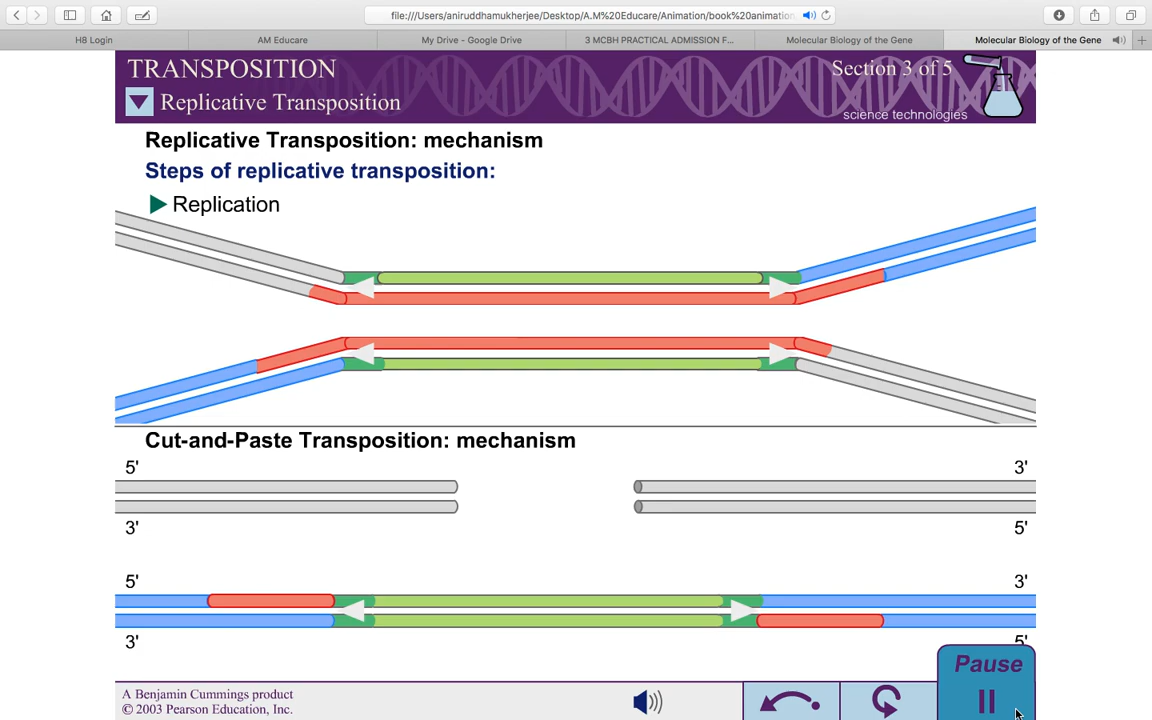 file:///Users/aniruddhamukherjee/Desktop/A.M%20Educare/Animation/book%20animation
H8 Login
AM Educare
My Drive - Google Drive
3 MCBH PRACTICAL ADMISSION F...
Molecular Biology of the Gene
Molecular Biology of the Gene
TRANSPOSITION
Section 3 of 5
Replicative Transposition
science technologies
Replicative Transposition: mechanism
Steps of replicative transposition:
Replication
Cut-and-Paste Transposition: mechanism
5'
3'
3'
5'
5'
3'
3'
5'
Pause
A Benjamin Cummings product
© 2003 Pearson Education, Inc.